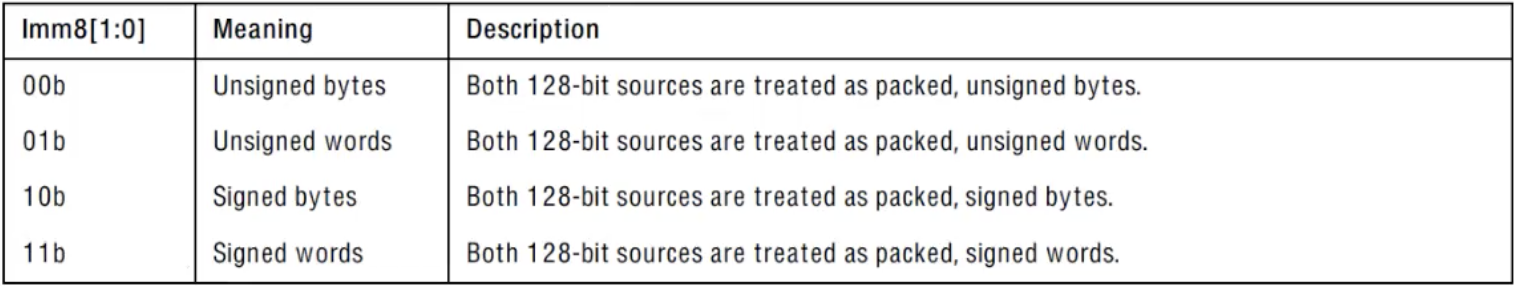 Imm8[1:0] Meaning Description
00b Unsigned bytes Both 128-bit sources are treated as packed, unsigned bytes.
01b Unsigned words Both 128-bit sources are treated as packed, unsigned words.
10b Signed bytes Both 128-bit sources are treated as packed, signed bytes.
11b Signed words Both 128-bit sources are treated as packed, signed words.